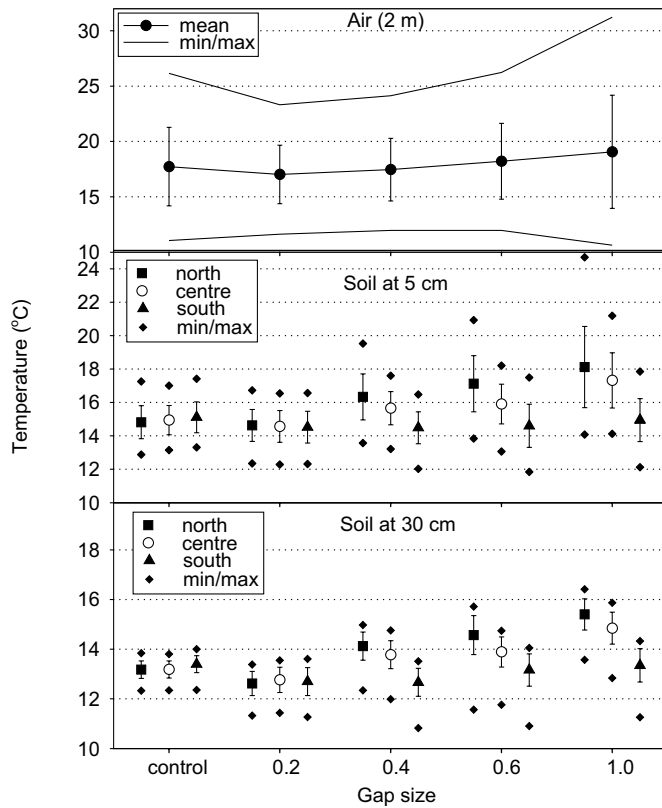 Air (2 m)
mean
min/max
30
25
20
15
10
Soil at 5 cm
north
centre
south
min/max
24
22
20
18
16
14
12
10
Temperature (°C)
Soil at 30 cm
north
centre
south
min/max
18
16
14
12
10
control 0.2 0.4 0.6 1.0
Gap size